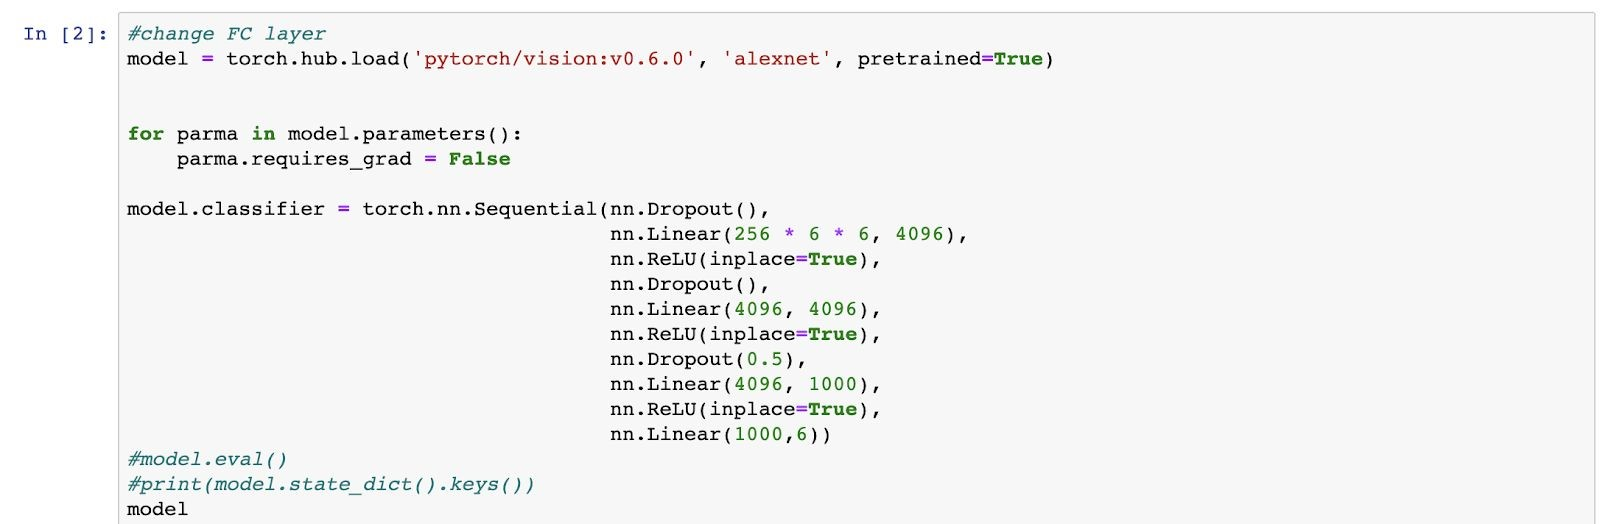 In [2]: #change FC layer
model = torch.hub.load('pytorch/vision:v0.6.0', 'alexnet', pretrained=True)
for parma in model.parameters():
    parma.requires_grad = False
model.classifier = torch.nn.Sequential(nn.Dropout(),
                                       nn.Linear(256 * 6 * 6, 4096),
                                       nn.ReLU(inplace=True),
                                       nn.Dropout(),
                                       nn.Linear(4096, 4096),
                                       nn.ReLU(inplace=True),
                                       nn.Dropout(0.5),
                                       nn.Linear(4096, 1000),
                                       nn.ReLU(inplace=True),
                                       nn.Linear(1000,6))
#model.eval()
#print(model.state_dict().keys())
model